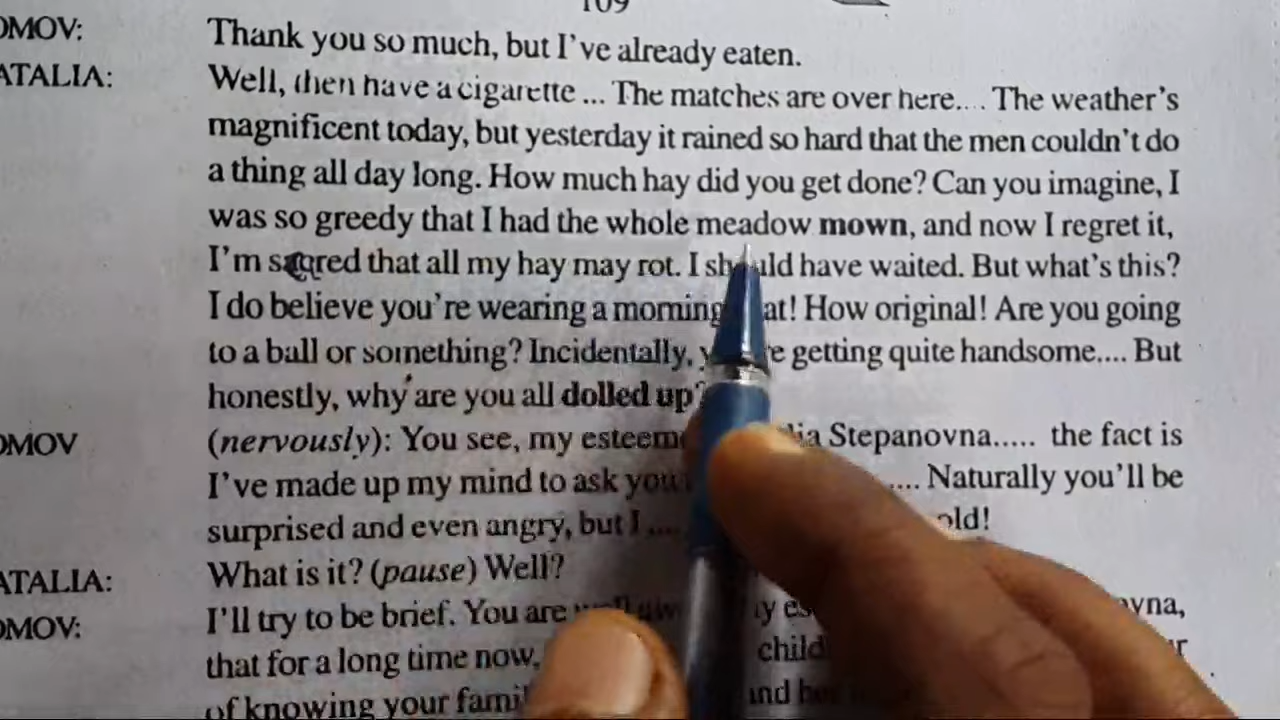 109
OMOV: Thank you so much, but I've already eaten.
ATALIA: Well, then have a cigarette ... The matches are over here.... The weather's
magnificent today, but yesterday it rained so hard that the men couldn't do
a thing all day long. How much hay did you get done? Can you imagine, I
was so greedy that I had the whole meadow mown, and now I regret it,
I'm scared that all my hay may rot. I should have waited. But what's this?
I do believe you're wearing a morning at! How original! Are you going
to a ball or something? Incidentally, getting quite handsome.... But
honestly, why are you all dolled up?
OMOV (nervously): You see, my Stepanovna..... the fact is
I've made up my mind to ask you .... Naturally you'll be
surprised and even angry, but I .... old!
ATALIA: What is it? (pause) Well?
OMOV: I'll try to be brief. You are
that for a long time now, child
of knowing your and